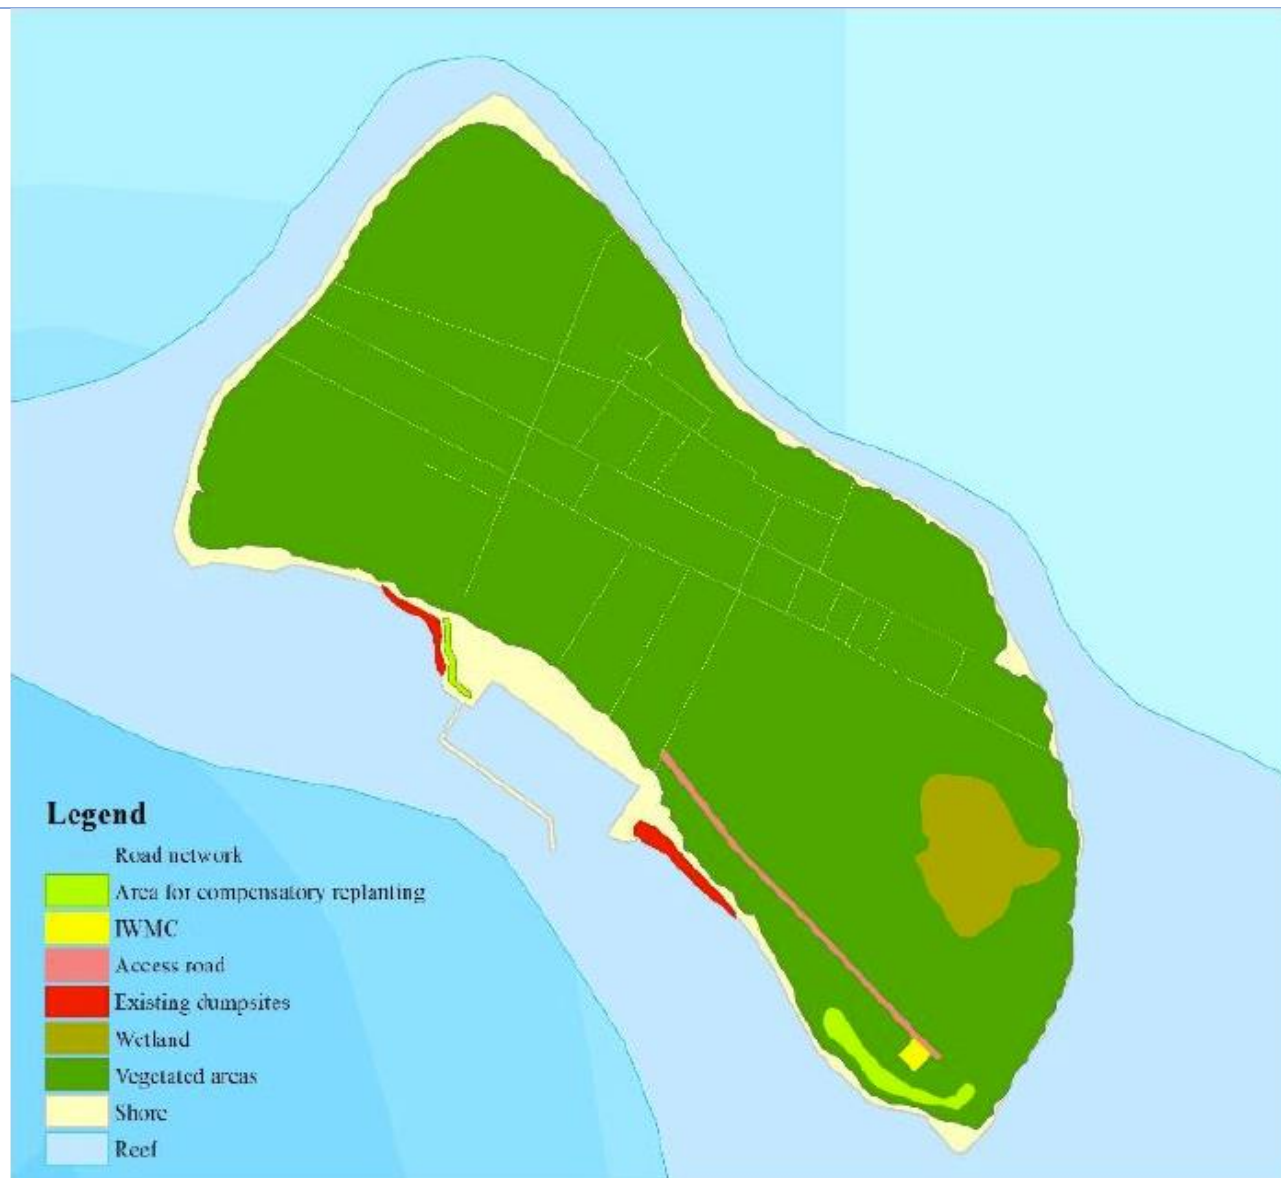 Legend
Road network
Area for compensatory replanting
IWMC
Access road
Existing dumpsites
Wetland
Vegetated areas
Shore
Reef